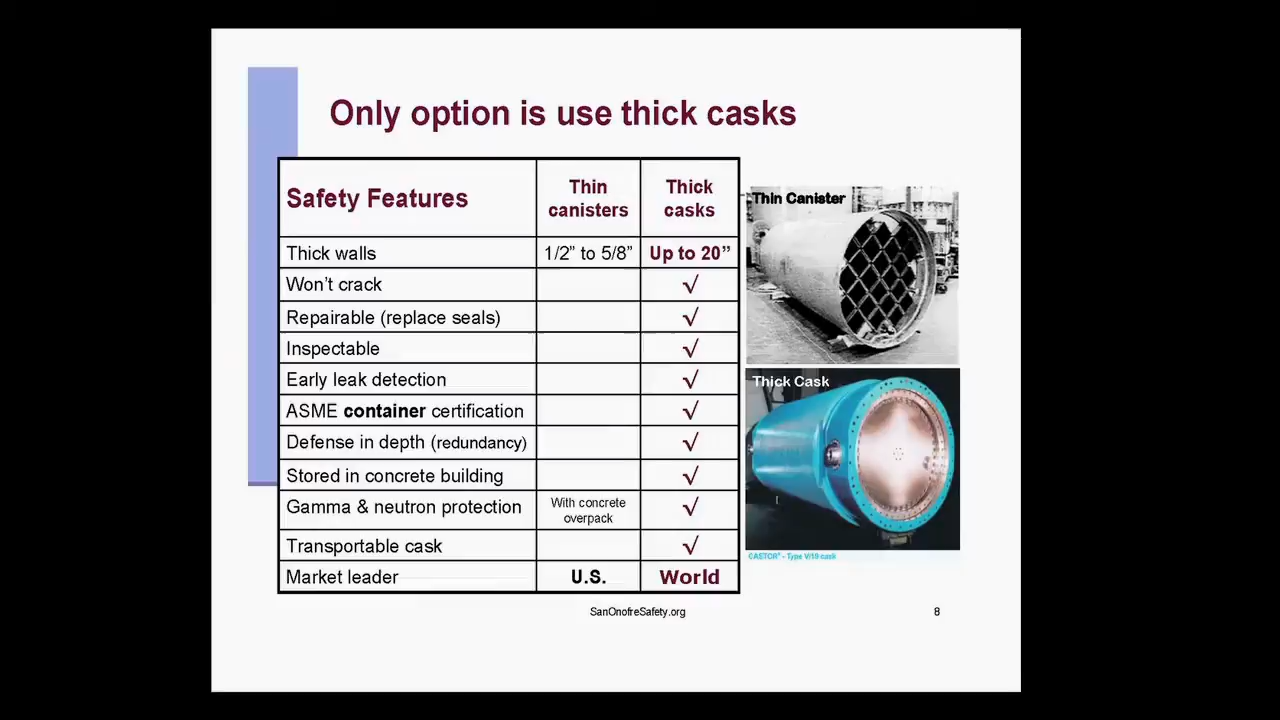 Only option is use thick casks
Safety Features
Thin
canisters
Thick
casks
Thick walls
1/2” to 5/8”
Up to 20”
Won’t crack
√
Repairable (replace seals)
√
Inspectable
√
Early leak detection
√
ASME container certification
√
Defense in depth (redundancy)
√
Stored in concrete building
√
Gamma & neutron protection
With concrete
overpack
√
Transportable cask
√
Market leader
U.S.
World
Thin Canister
Thick Cask
CASTOR® - Type V/19 cask
SanOnofreSafety.org
8